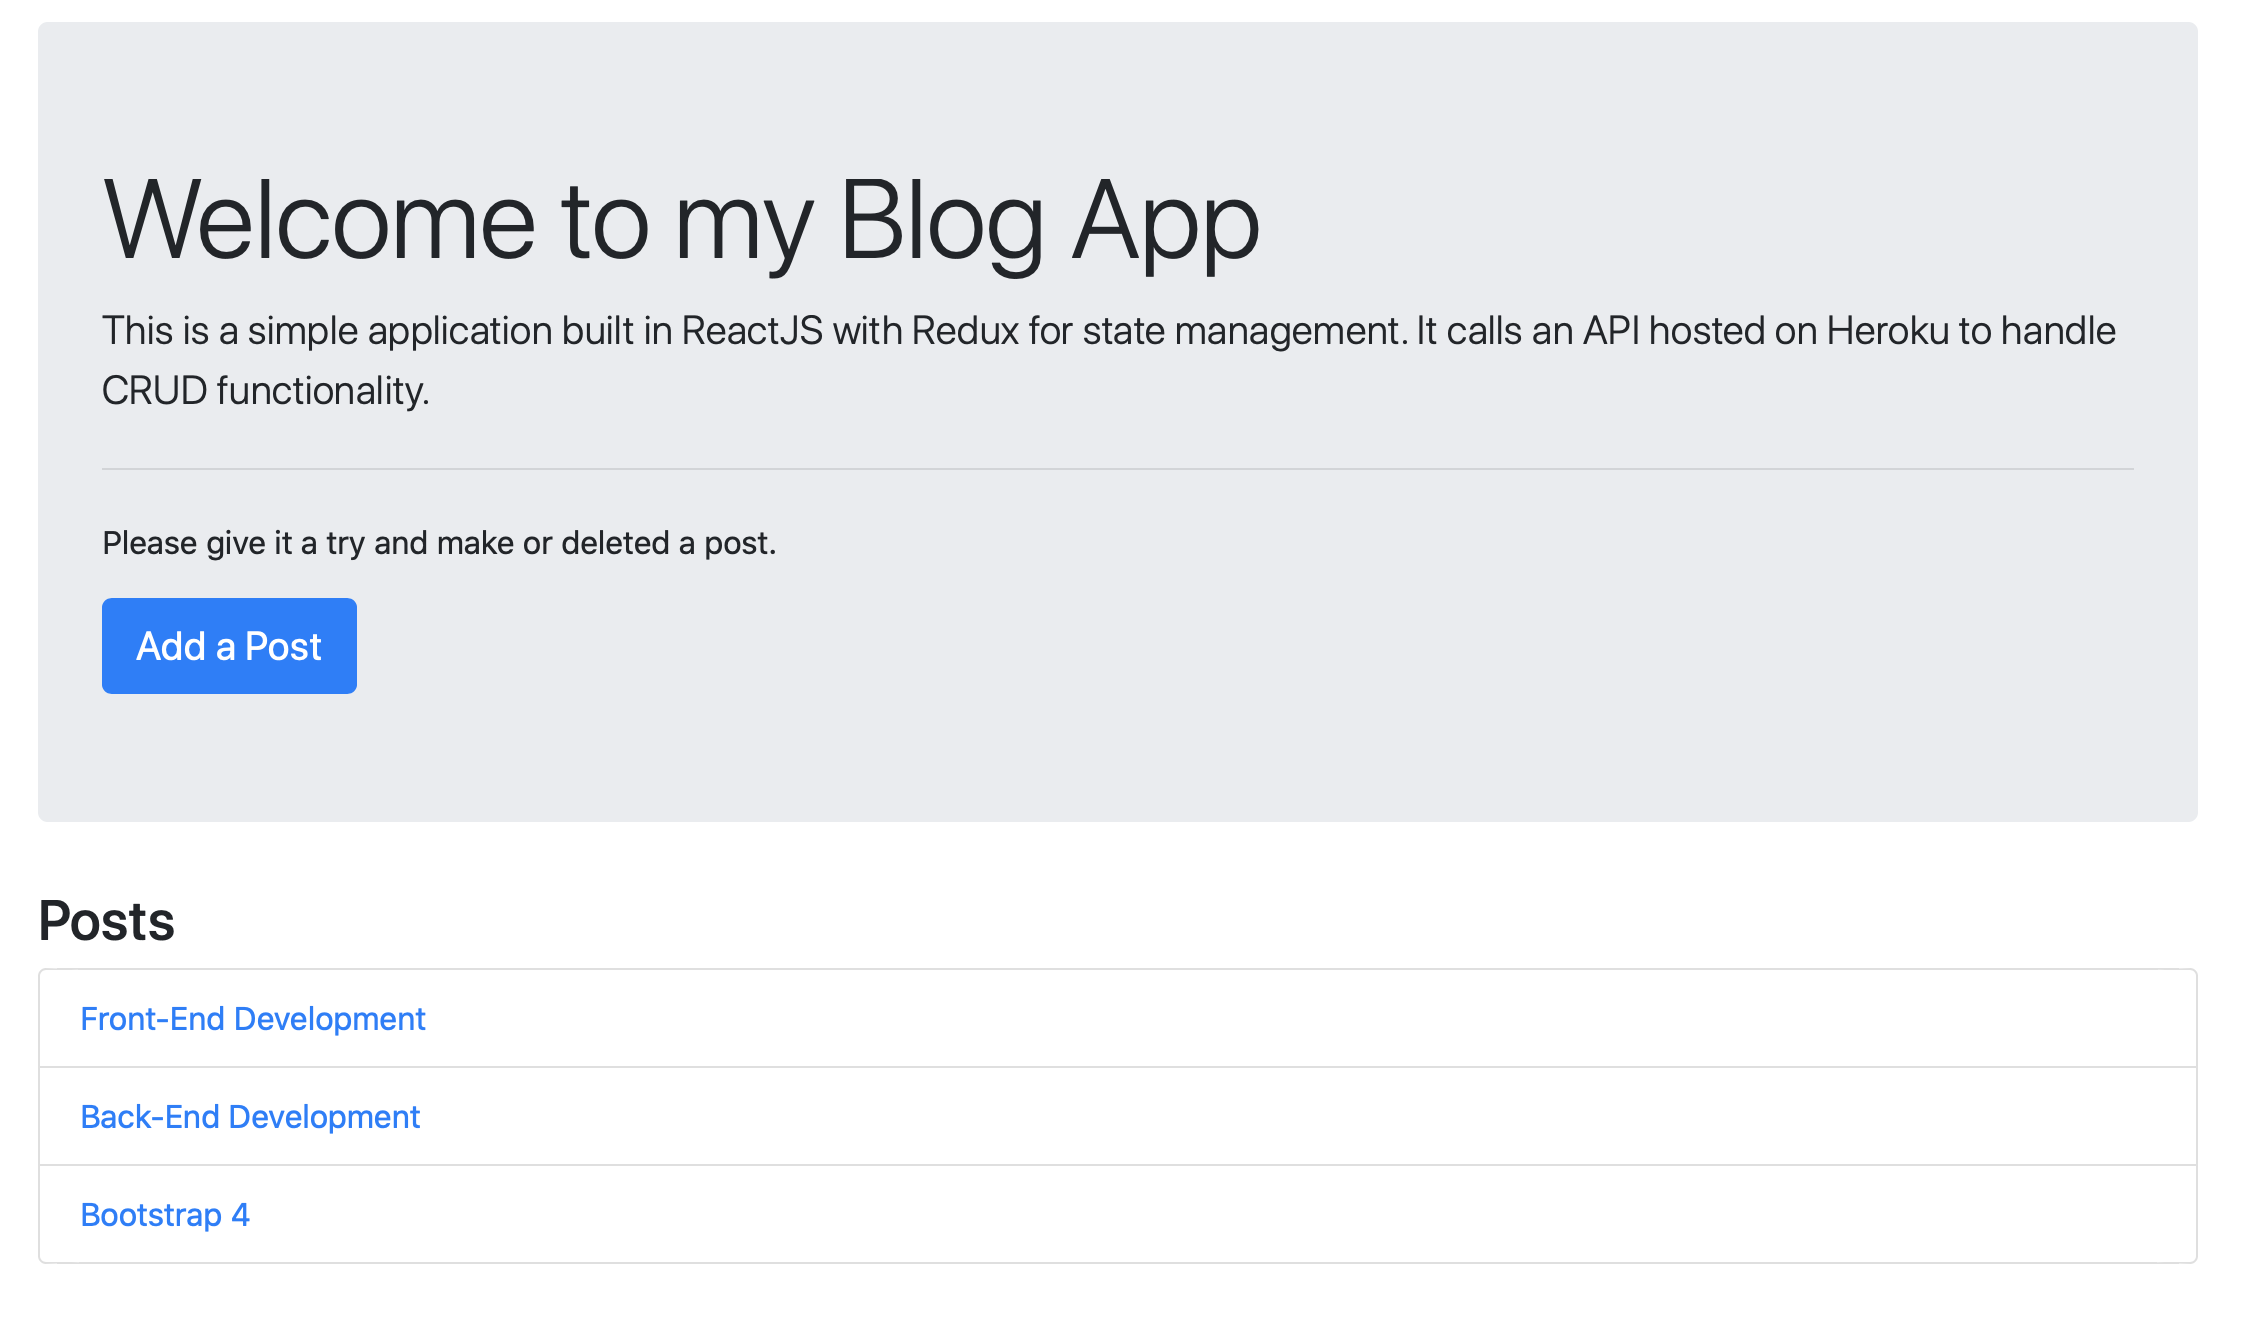 Welcome to my Blog App
This is a simple application built in ReactJS with Redux for state management. It calls an API hosted on Heroku to handle
CRUD functionality.
Please give it a try and make or deleted a post.
Add a Post
Posts
Front-End Development
Back-End Development
Bootstrap 4